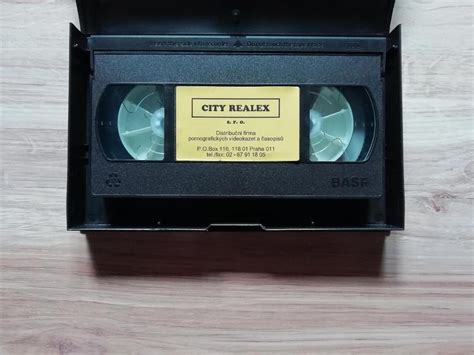 CITY REALEX
s. r. o.
Distribuční firma
pornografických videokazet a časopisů
P.O.Box 116, 118 01 Praha 011
tel./fax: 02 - 67 91 18 05
BASF